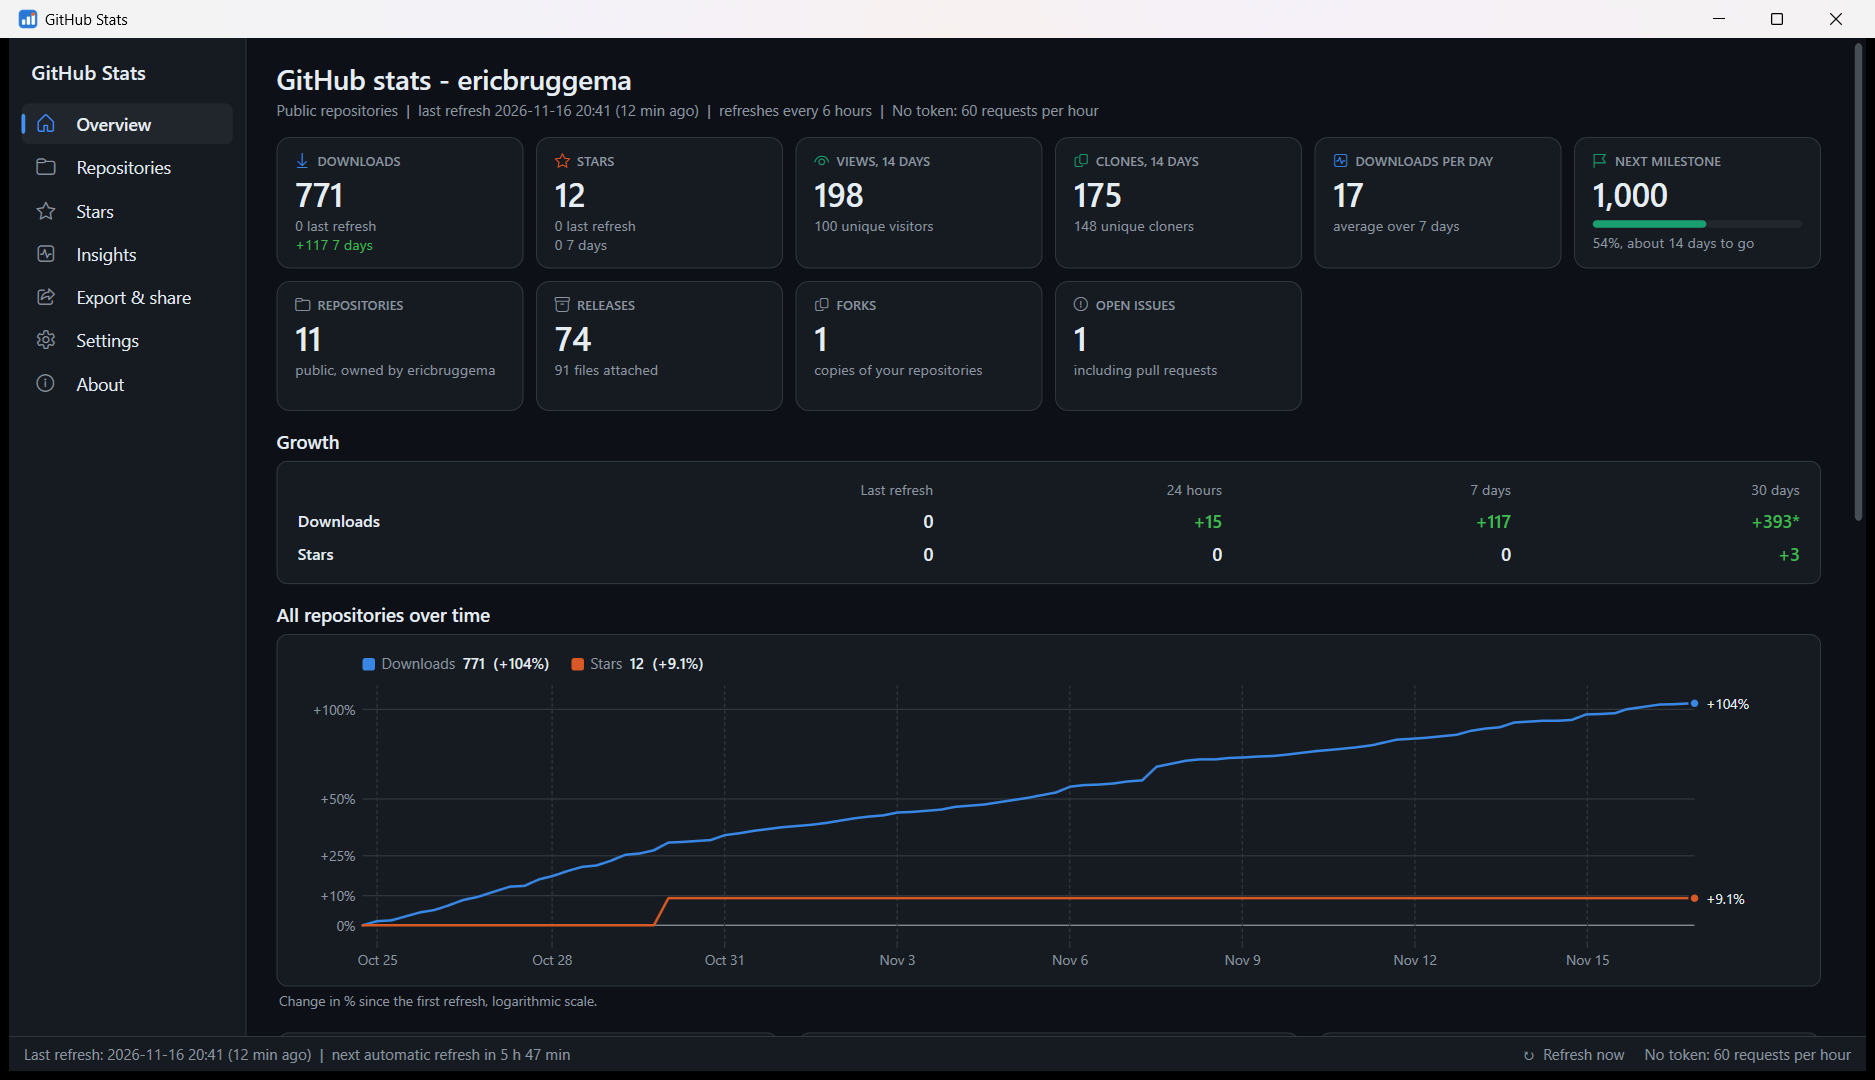 GitHub Stats
GitHub Stats
Overview
Repositories
Stars
Insights
Export & share
Settings
About
GitHub stats - ericbruggema
Public repositories | last refresh 2026-11-16 20:41 (12 min ago) | refreshes every 6 hours | No token: 60 requests per hour
DOWNLOADS
771
0 last refresh
+117 7 days
STARS
12
0 last refresh
0 7 days
VIEWS, 14 DAYS
198
100 unique visitors
CLONES, 14 DAYS
175
148 unique cloners
DOWNLOADS PER DAY
17
average over 7 days
NEXT MILESTONE
1,000
54%, about 14 days to go
REPOSITORIES
11
public, owned by ericbruggema
RELEASES
74
91 files attached
FORKS
1
copies of your repositories
OPEN ISSUES
1
including pull requests
Growth
Last refresh 24 hours 7 days 30 days
Downloads 0 +15 +117 +393*
Stars 0 0 0 +3
All repositories over time
Downloads 771 (+104%) Stars 12 (+9.1%)
+100%
+50%
+25%
+10%
0%
+104%
+9.1%
Oct 25 Oct 28 Oct 31 Nov 3 Nov 6 Nov 9 Nov 12 Nov 15
Change in % since the first refresh, logarithmic scale.
Last refresh: 2026-11-16 20:41 (12 min ago) | next automatic refresh in 5 h 47 min
Refresh now No token: 60 requests per hour